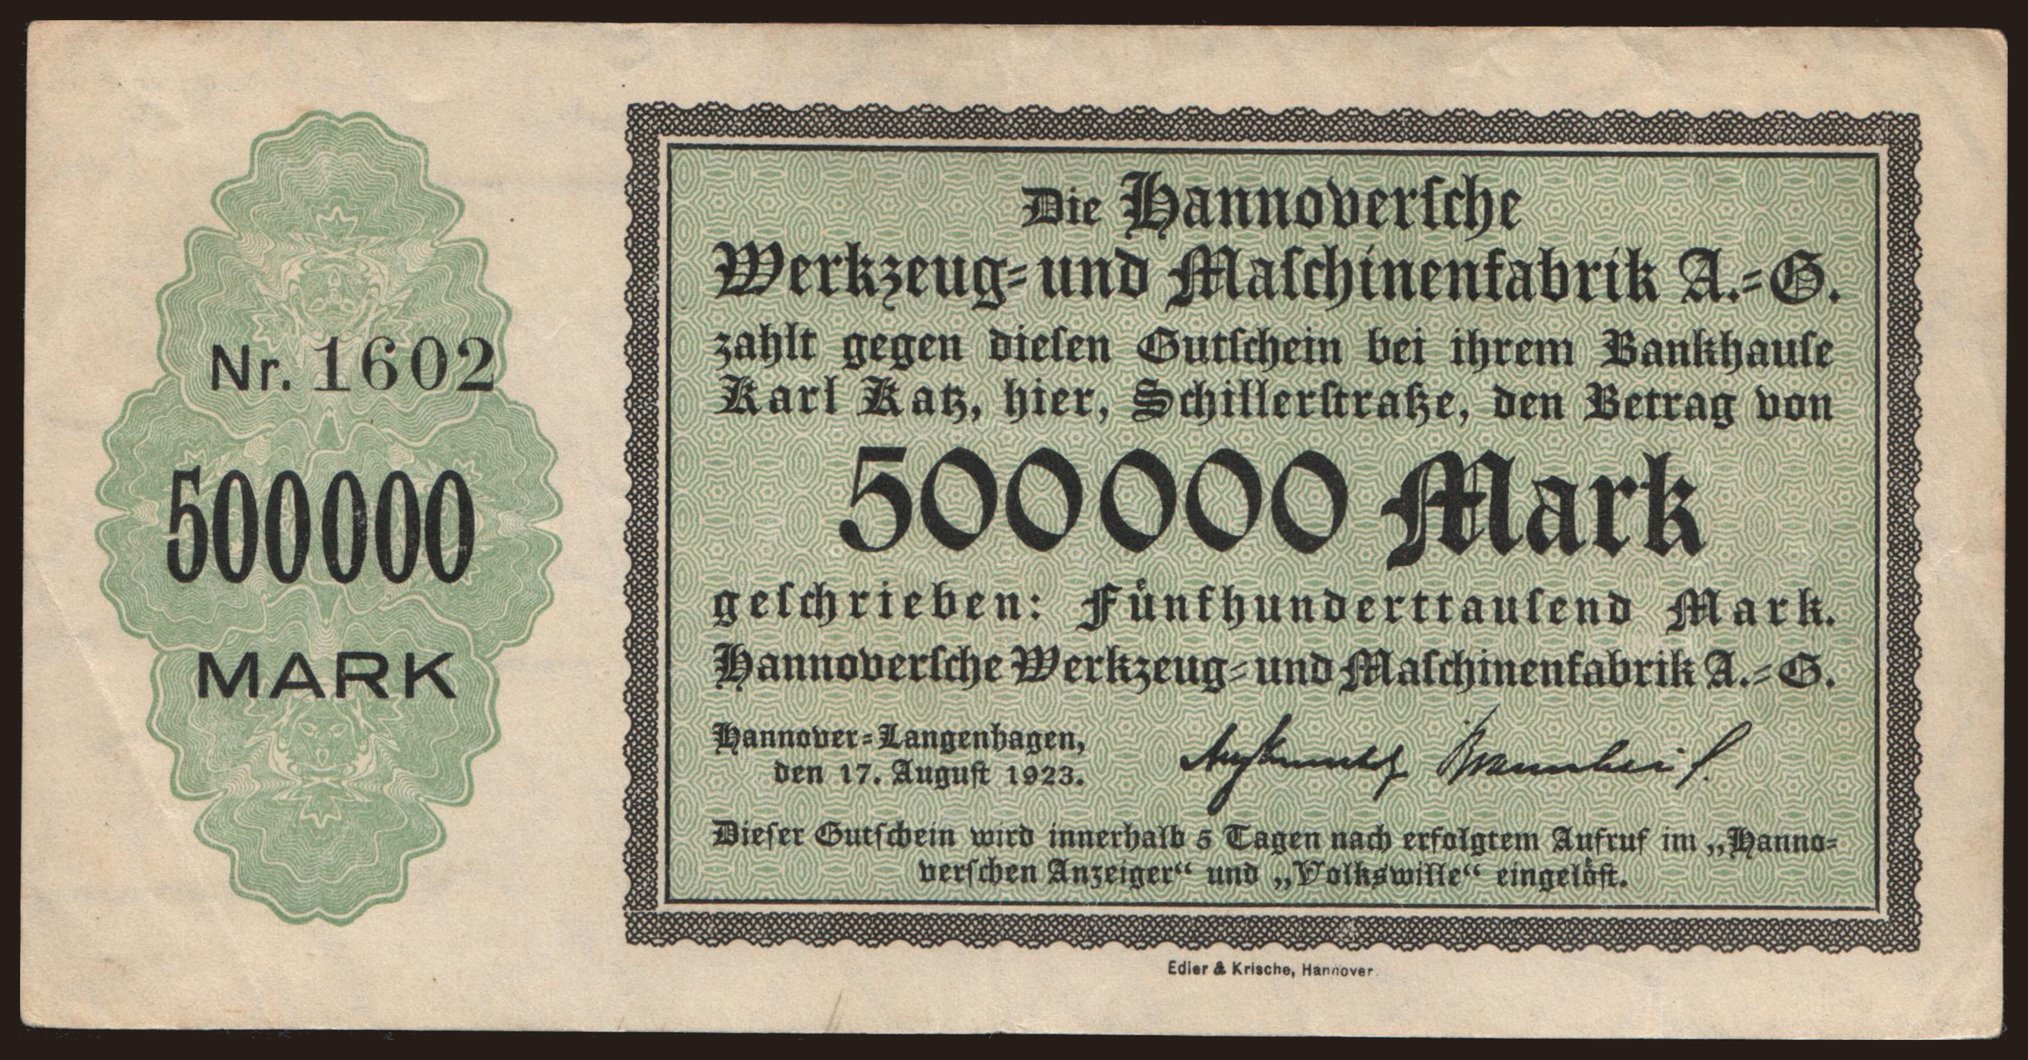 Nr. 1602
500000
MARK
Die Hannoverſche
Werkzeug- und Maſchinenfabrik A.-G.
zahlt gegen dieſen Gutſchein bei ihrem Bankhauſe
Karl Katz, hier, Schillerſtraße, den Betrag von
500000 Mark
geſchrieben: Fünfhunderttauſend Mark.
Hannoverſche Werkzeug- und Maſchinenfabrik A.-G.
Hannover-Langenhagen,
den 17. Auguſt 1923.
Dieſer Gutſchein wird innerhalb 5 Tagen nach erfolgtem Aufruf im „Hanno-
verſchen Anzeiger“ und „Volkswille“ eingelöſt.
Edler & Krische, Hannover.